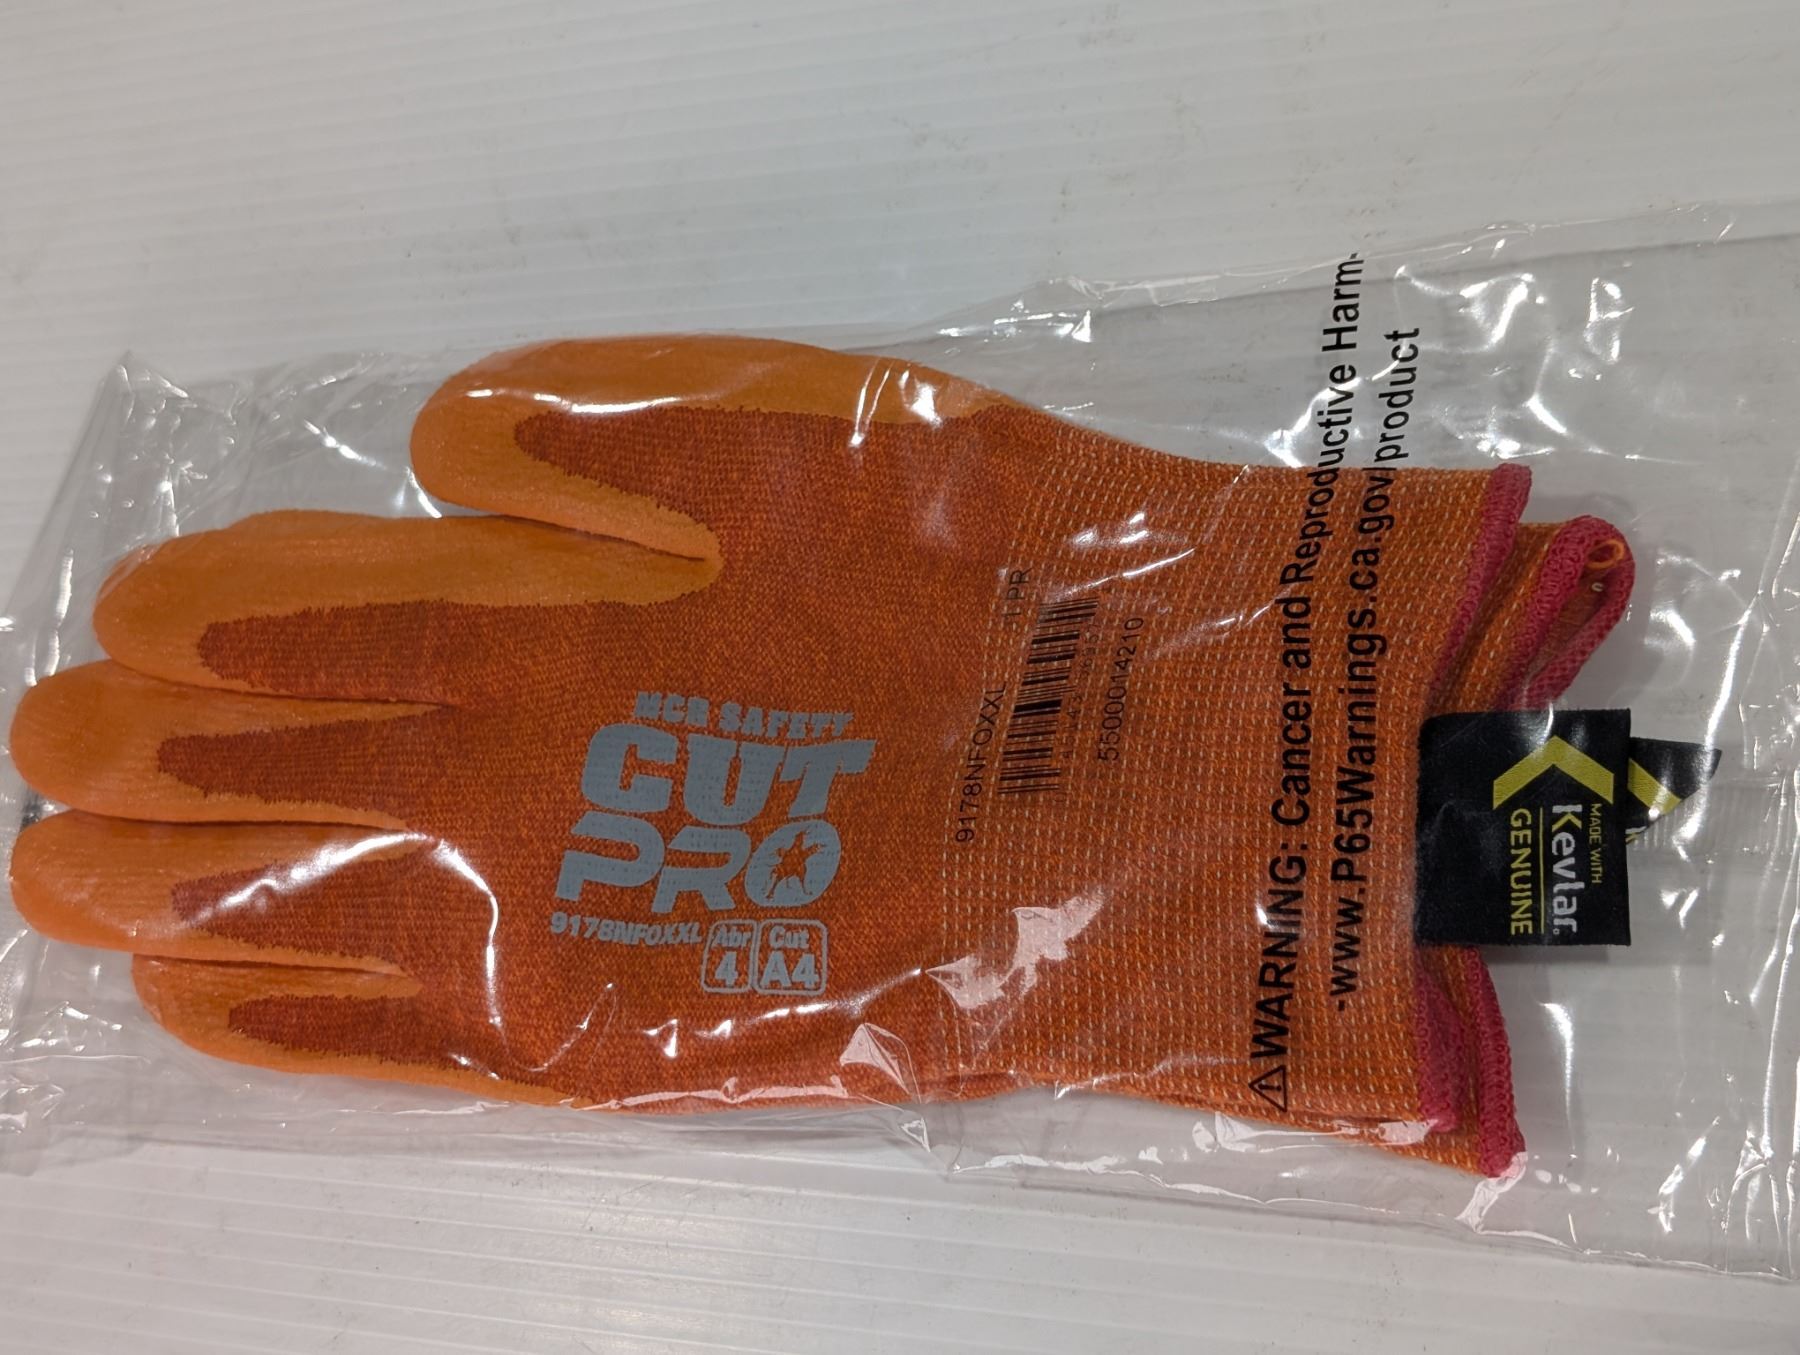 MCR SAFETY
CUT
PRO
9178NFOXXL
Abr
4
Cut
A4
9178NFOXXL 1 PR
5500014210
⚠WARNING: Cancer and Reproductive Harm-
-www.P65Warnings.ca.gov/product
MADE WITH
Kevlar®
GENUINE